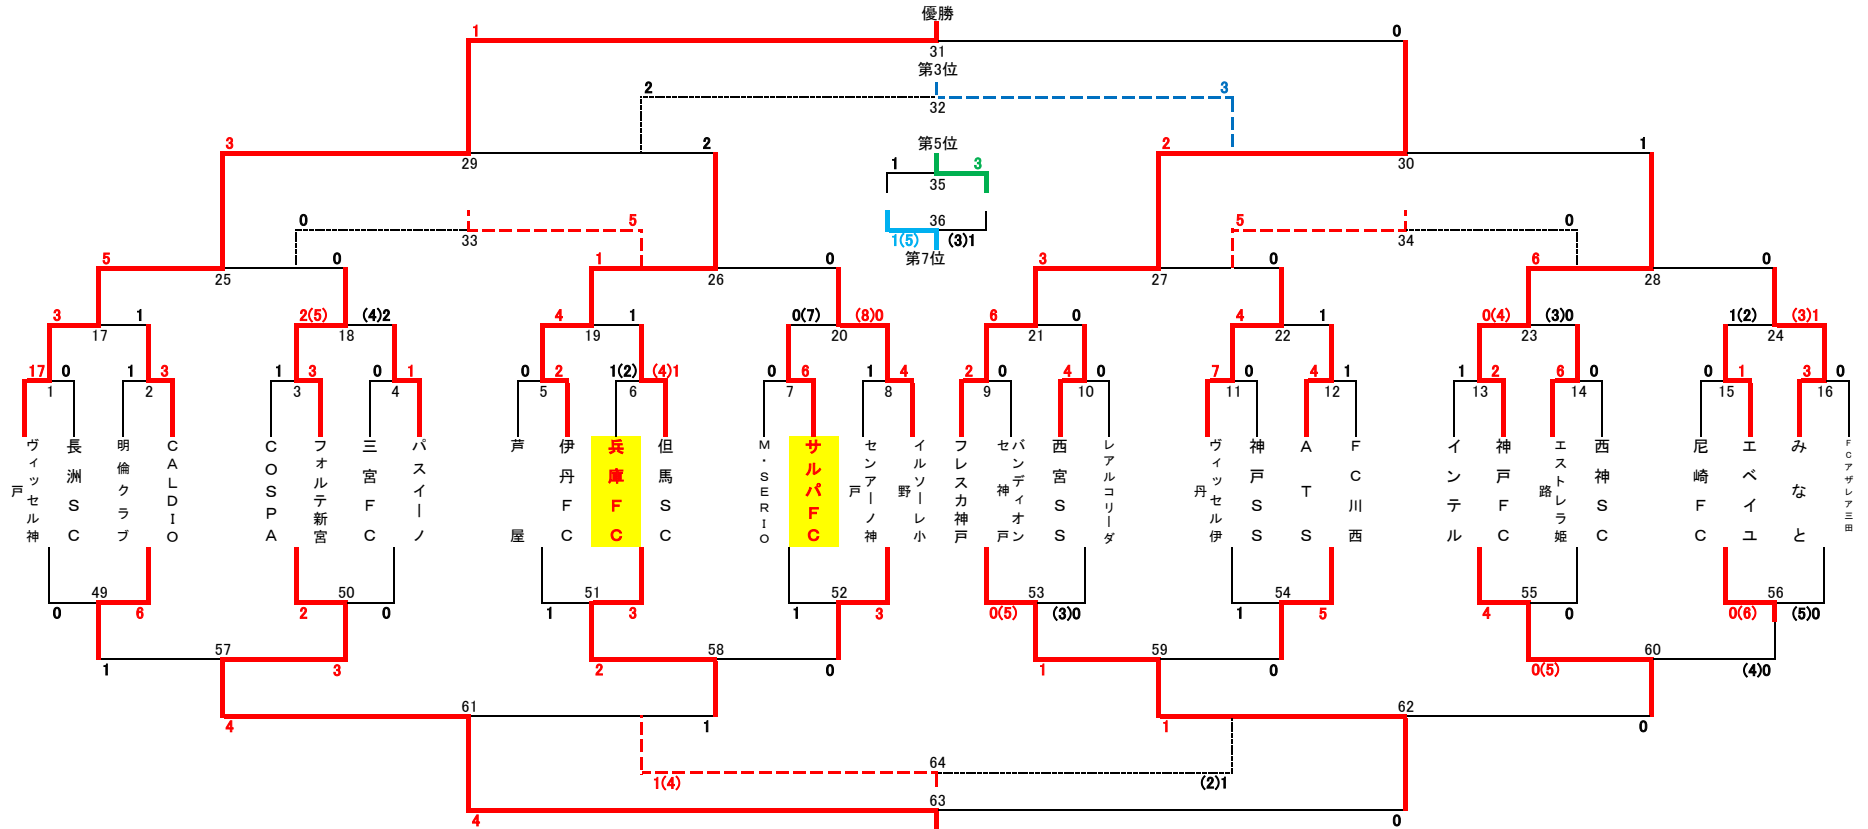 優勝
1 0
31
第3位
2 3
32
第5位
3 2 2 1
29 30
1 3
35
36
1(5) (3)1
第7位
0 5 5 0
33 34
5 0 1 0 3 0 6 0
25 26 27 28
3 1 2(5) (4)2 4 1 0(7) (8)0 6 0 4 1 0(4) (3)0 1(2) (3)1
17 18 19 20 21 22 23 24
17 0 1 3 1 3 0 1 0 2 1(2) (4)1 0 6 1 4 2 0 4 0 7 0 4 1 1 2 6 0 0 1 3 0
1 2 3 4 5 6 7 8 9 10 11 12 13 14 15 16
ヴィッセル神戸
長洲SC
明倫クラブ
CALDIO
COSPA
フォルテ新宮
三宮FC
パスイーノ
芦屋
伊丹FC
兵庫FC
但馬SC
M・SERIO
サルパFC
センアーノ神戸
イルソーレ小野
フレスカ神戸
バンディオンセ神戸
西宮SS
レアルコリーダ
ヴィッセル伊丹
神戸SS
ATS
FC川西
インテル
神戸FC
エストレラ姫路
西神SC
尼崎FC
エベイユ
みなと
FCアザレア三田
49 50 51 52 53 54 55 56
0 6 2 0 1 3 1 3 0(5) (3)0 1 5 4 0 0(6) (5)0
57 58 59 60
1 3 2 0 1 0 0(5) (4)0
61 62
4 1 1 0
64
1(4) (2)1
63
4 0